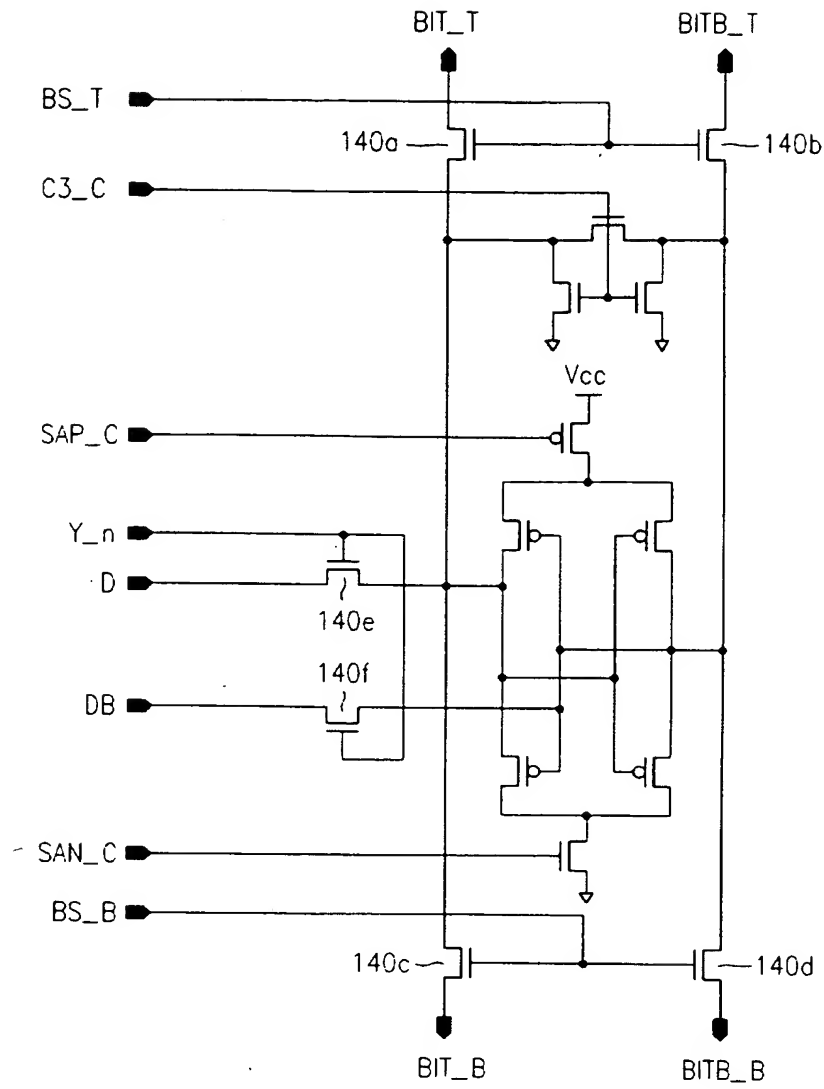 BIT_T BITB_T
BS_T
140a 140b
C3_C
Vcc
SAP_C
Y_n
D
140e
140f
DB
SAN_C
BS_B
140c 140d
BIT_B BITB_B